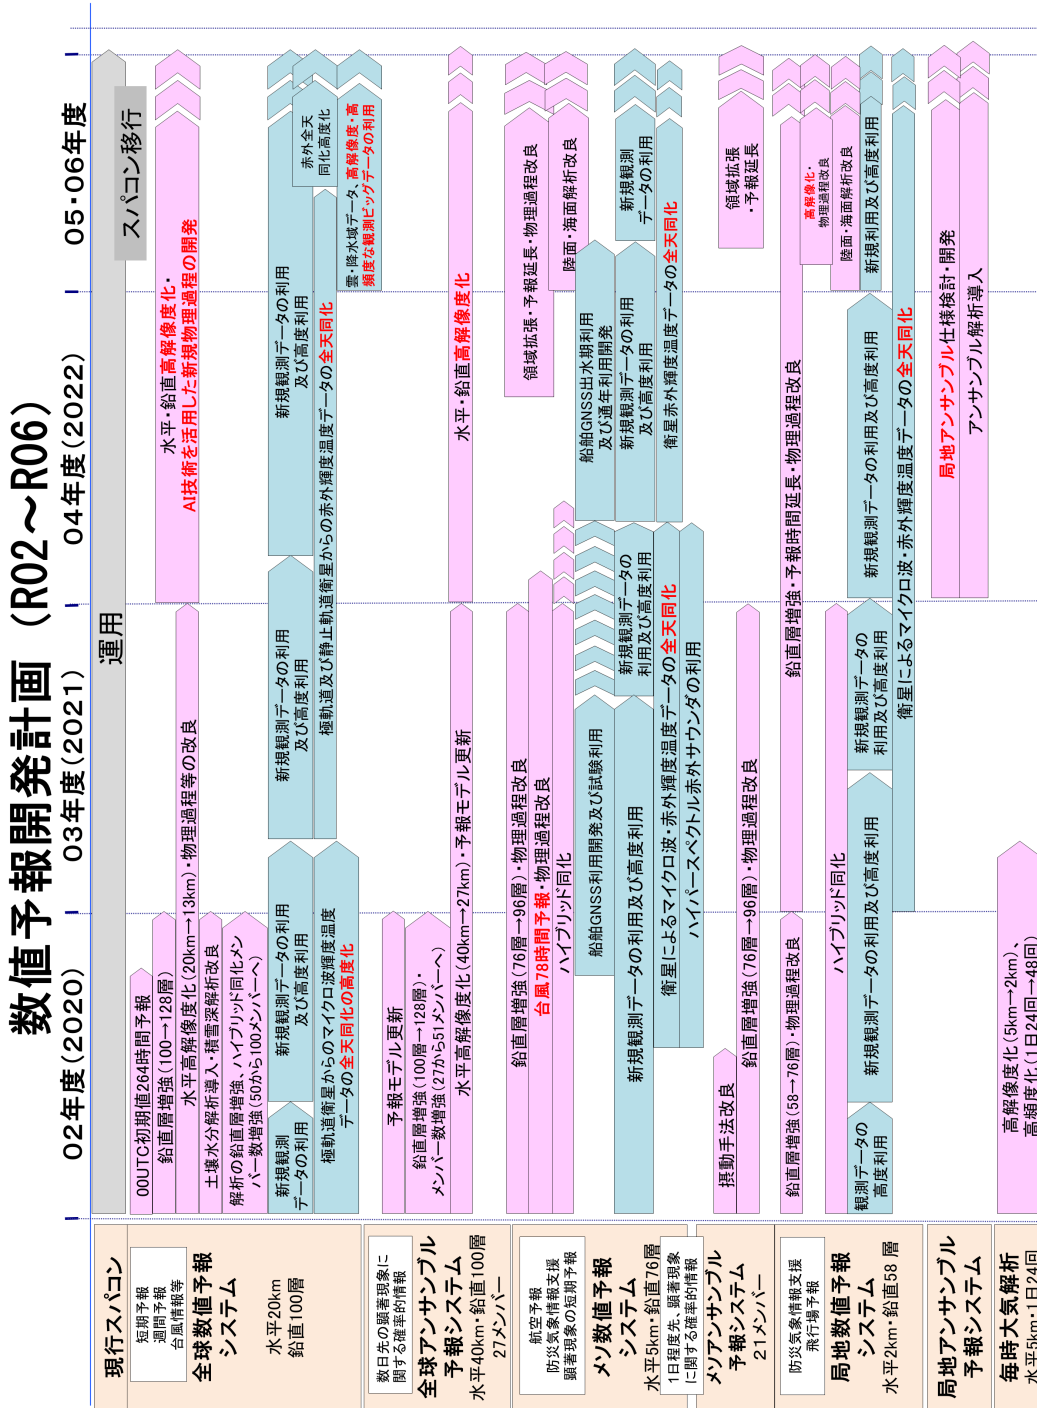 数値予報開発計画 (R02～R06)
02年度(2020)
03年度(2021)
04年度(2022)
05・06年度
現行スパコン
運用
スパコン移行
短期予報
週間予報
台風情報等
全球数値予報
システム
水平20km
鉛直100層
00UTC初期値264時間予報
鉛直層増強(100→128層)
水平高解像度化(20km→13km)・物理過程等の改良
水平・鉛直高解像度化・
AI技術を活用した新規物理過程の開発
土壌水分解析導入・積雪深解析改良
解析の鉛直層増強、ハイブリッド同化メン
バー数増強(50から100メンバーへ)
新規観測
データの利用
新規観測データの利用
及び高度利用
新規観測データの利用
及び高度利用
新規観測データの利用
及び高度利用
極軌道衛星からのマイクロ波輝度温度
データの全天同化の高度化
極軌道及び静止軌道衛星からの赤外輝度温度データの全天同化
赤外全天
同化高度化
雲・降水域データ、高解像度・高
頻度な観測ビッグデータの利用
数日先の顕著現象に
関する確率的情報
全球アンサンブル
予報システム
水平40km・鉛直100層
27メンバー
予報モデル更新
鉛直層増強(100層→128層)・
メンバー数増強(27から51メンバーへ)
水平高解像度化(40km→27km)・予報モデル更新
水平・鉛直高解像度化
航空予報
防災気象情報支援
顕著現象の短期予報
メソ数値予報
システム
水平5km・鉛直76層
鉛直層増強(76層→96層)・物理過程改良
台風78時間予報・物理過程改良
ハイブリッド同化
領域拡張・予報延長・物理過程改良
陸面・海面解析改良
船舶GNSS利用開発及び試験利用
船舶GNSS出水期利用
及び通年利用開発
新規観測データの利用及び高度利用
新規観測データの
利用及び高度利用
新規観測データの利用
及び高度利用
新規観測
データの利用
衛星によるマイクロ波・赤外輝度温度データの全天同化
衛星赤外輝度温度データの全天同化
ハイパースペクトル赤外サウンダの利用
1日程度先、顕著現象
に関する確率的情報
メソアンサンブル
予報システム
21メンバー
摂動手法改良
鉛直層増強(76層→96層)・物理過程改良
領域拡張
・予報延長
防災気象情報支援
飛行場予報
局地数値予報
システム
水平2km・鉛直58層
鉛直層増強(58→76層)・物理過程改良
鉛直層増強・予報時間延長・物理過程改良
高解像化・
物理過程改良
ハイブリッド同化
陸面・海面解析改良
観測データの
高度利用
新規観測データの利用及び高度利用
新規観測データの
利用及び高度利用
新規観測データの利用及び高度利用
新規利用及び高度利用
衛星によるマイクロ波・赤外輝度温度データの全天同化
局地アンサンブル
予報システム
局地アンサンブル仕様検討・開発
アンサンブル解析導入
毎時大気解析
水平5km・1日24回
高解像度化(5km→2km)、
高頻度化(1日24回→48回)